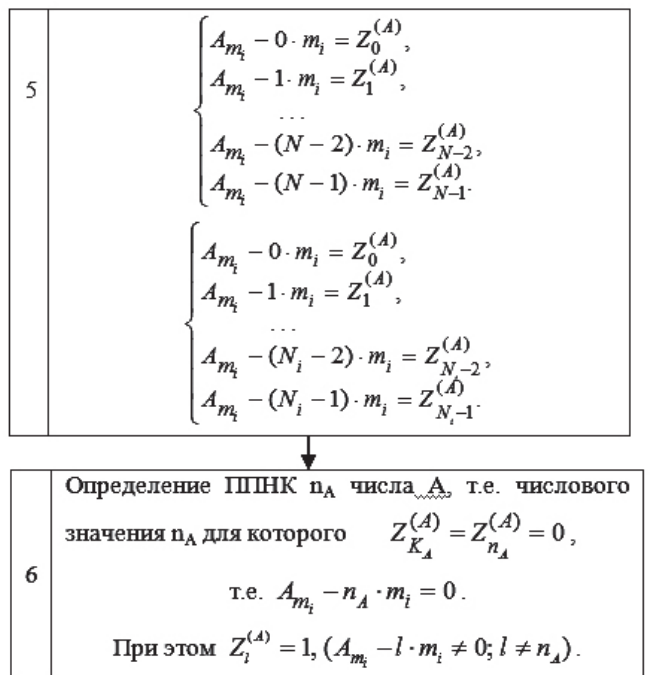 5
A_{m_i} − 0 · m_i = Z_0^{(A)},
A_{m_i} − 1 · m_i = Z_1^{(A)},
...
A_{m_i} − (N − 2) · m_i = Z_{N−2}^{(A)},
A_{m_i} − (N − 1) · m_i = Z_{N−1}^{(A)}.
A_{m_i} − 0 · m_i = Z_0^{(A)},
A_{m_i} − 1 · m_i = Z_1^{(A)},
...
A_{m_i} − (N_i − 2) · m_i = Z_{N_i−2}^{(A)},
A_{m_i} − (N_i − 1) · m_i = Z_{N_i−1}^{(A)}.
6
Определение ППНК n_A числа A, т.е. числового
значения n_A для которого Z_{K_A}^{(A)} = Z_{n_A}^{(A)} = 0,
т.е. A_{m_i} − n_A · m_i = 0.
При этом Z_l^{(A)} = 1, (A_{m_i} − l · m_i ≠ 0; l ≠ n_A).